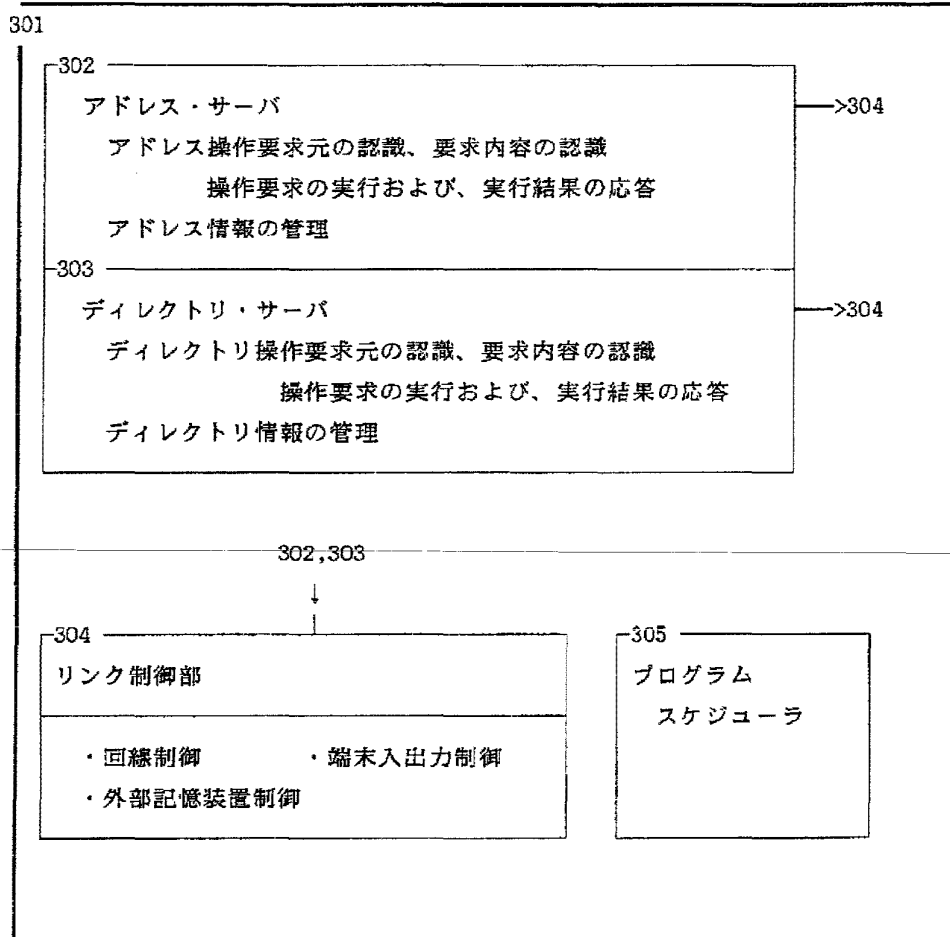 301
302
アドレス・サーバ
―>304
アドレス操作要求元の認識、要求内容の認識
操作要求の実行および、実行結果の応答
アドレス情報の管理
303
ディレクトリ・サーバ
―>304
ディレクトリ操作要求元の認識、要求内容の認識
操作要求の実行および、実行結果の応答
ディレクトリ情報の管理
302,303
↓
304
リンク制御部
・回線制御 ・端末入出力制御
・外部記憶装置制御
305
プログラム
スケジューラ